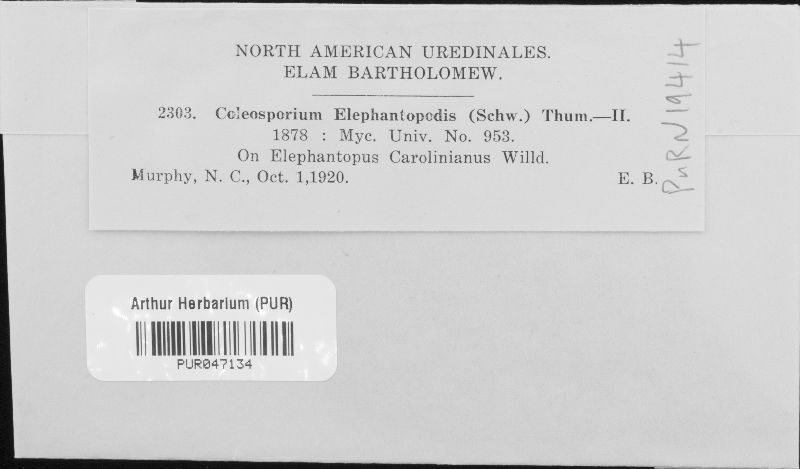 NORTH AMERICAN UREDINALES.
ELAM BARTHOLOMEW.
2303. Coleosporium Elephantopodis (Schw.) Thum.—II.
1878 : Myc. Univ. No. 953.
On Elephantopus Carolinianus Willd.
Murphy, N. C., Oct. 1,1920. E. B.
PURN19414
Arthur Herbarium (PUR)
PUR047134